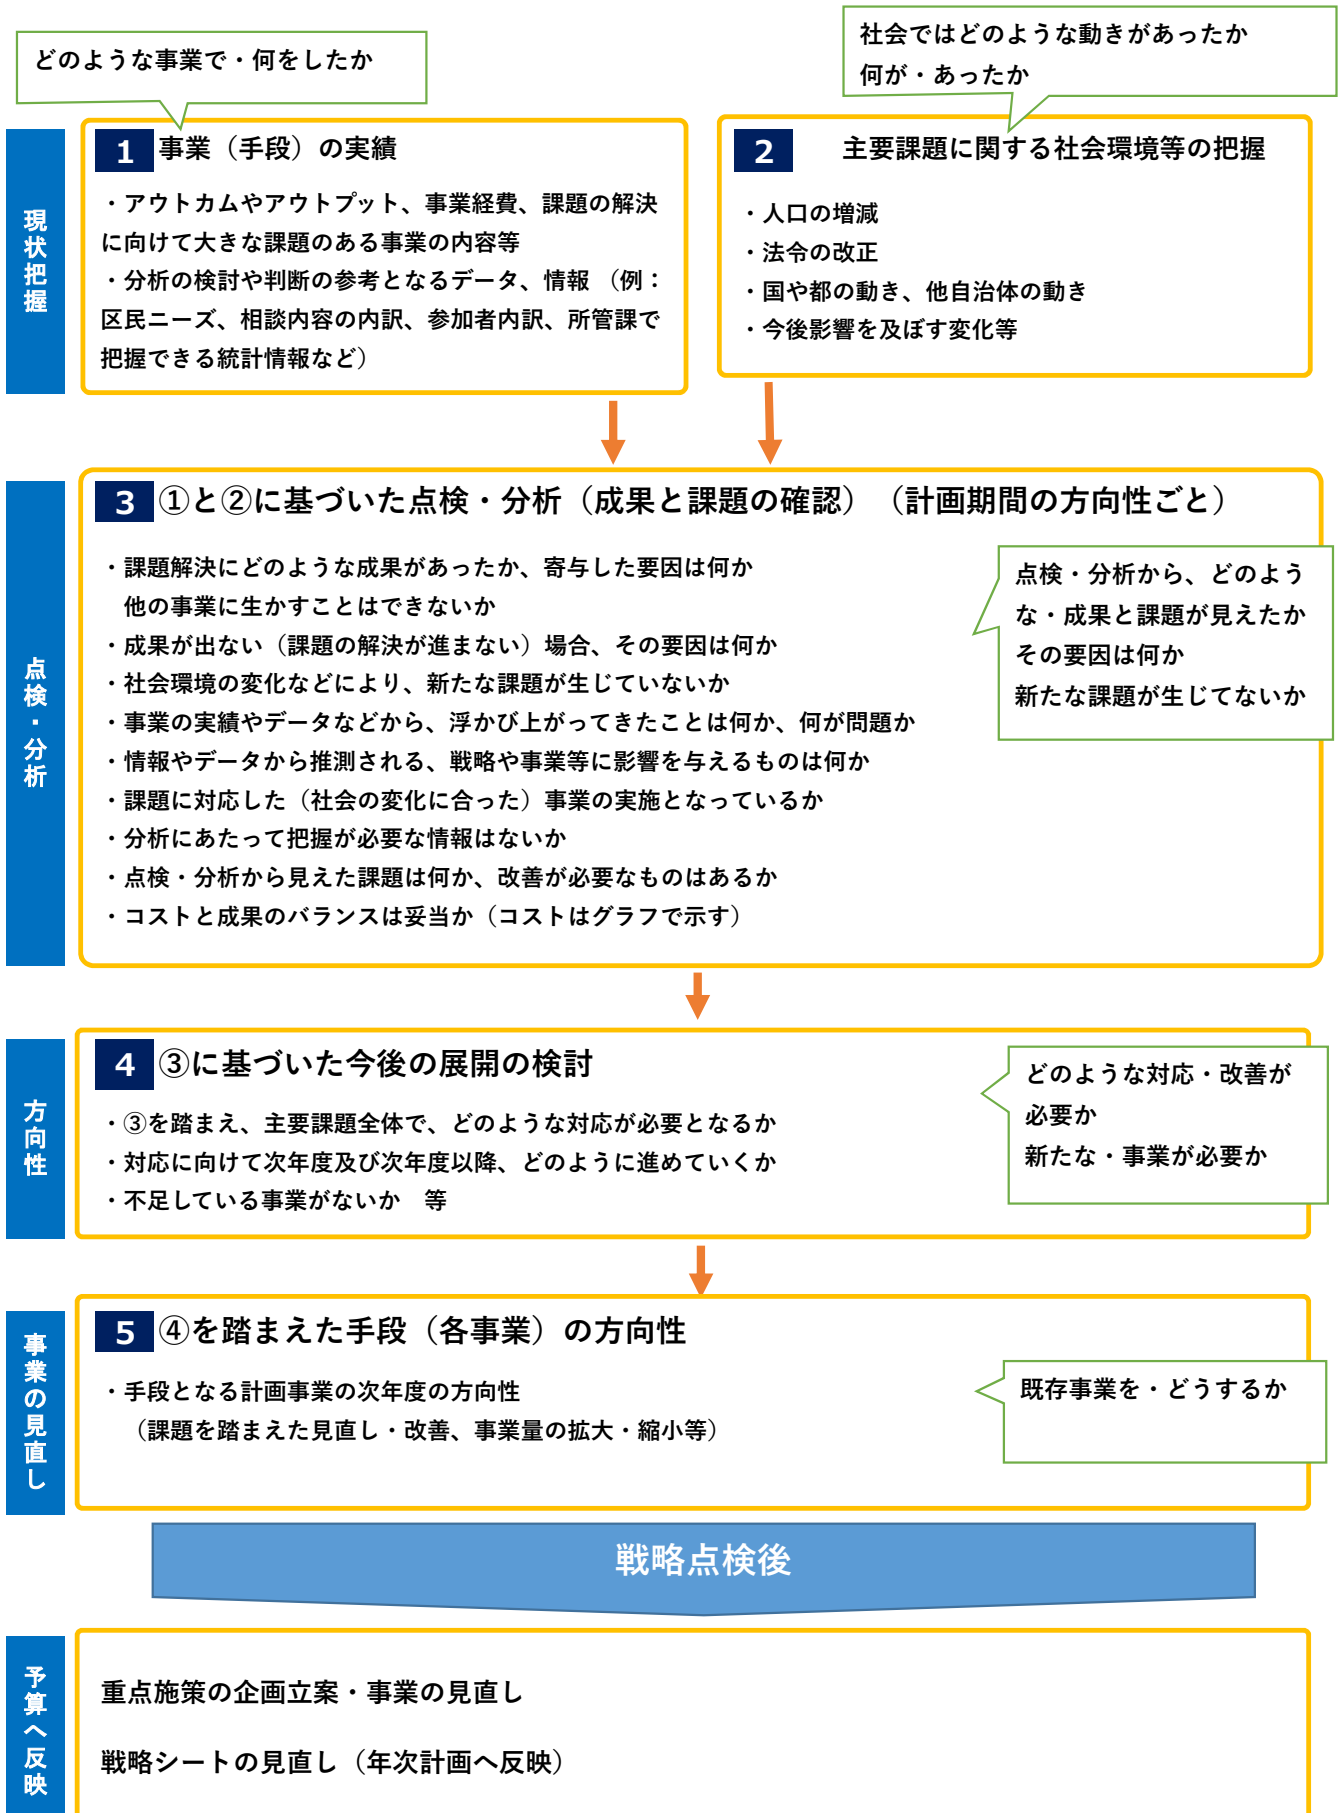 どのような事業で・何をしたか
社会ではどのような動きがあったか
何が・あったか
現状把握
1 事業（手段）の実績
・アウトカムやアウトプット、事業経費、課題の解決
に向けて大きな課題のある事業の内容等
・分析の検討や判断の参考となるデータ、情報 （例：
区民ニーズ、相談内容の内訳、参加者内訳、所管課で
把握できる統計情報など）
2 主要課題に関する社会環境等の把握
・人口の増減
・法令の改正
・国や都の動き、他自治体の動き
・今後影響を及ぼす変化等
点検・分析
3 ①と②に基づいた点検・分析（成果と課題の確認）（計画期間の方向性ごと）
・課題解決にどのような成果があったか、寄与した要因は何か
他の事業に生かすことはできないか
・成果が出ない（課題の解決が進まない）場合、その要因は何か
・社会環境の変化などにより、新たな課題が生じていないか
・事業の実績やデータなどから、浮かび上がってきたことは何か、何が問題か
・情報やデータから推測される、戦略や事業等に影響を与えるものは何か
・課題に対応した（社会の変化に合った）事業の実施となっているか
・分析にあたって把握が必要な情報はないか
・点検・分析から見えた課題は何か、改善が必要なものはあるか
・コストと成果のバランスは妥当か（コストはグラフで示す）
点検・分析から、どのよう
な・成果と課題が見えたか
その要因は何か
新たな課題が生じてないか
方向性
4 ③に基づいた今後の展開の検討
・③を踏まえ、主要課題全体で、どのような対応が必要となるか
・対応に向けて次年度及び次年度以降、どのように進めていくか
・不足している事業がないか　等
どのような対応・改善が
必要か
新たな・事業が必要か
事業の見直し
5 ④を踏まえた手段（各事業）の方向性
・手段となる計画事業の次年度の方向性
（課題を踏まえた見直し・改善、事業量の拡大・縮小等）
既存事業を・どうするか
戦略点検後
予算へ反映
重点施策の企画立案・事業の見直し
戦略シートの見直し（年次計画へ反映）